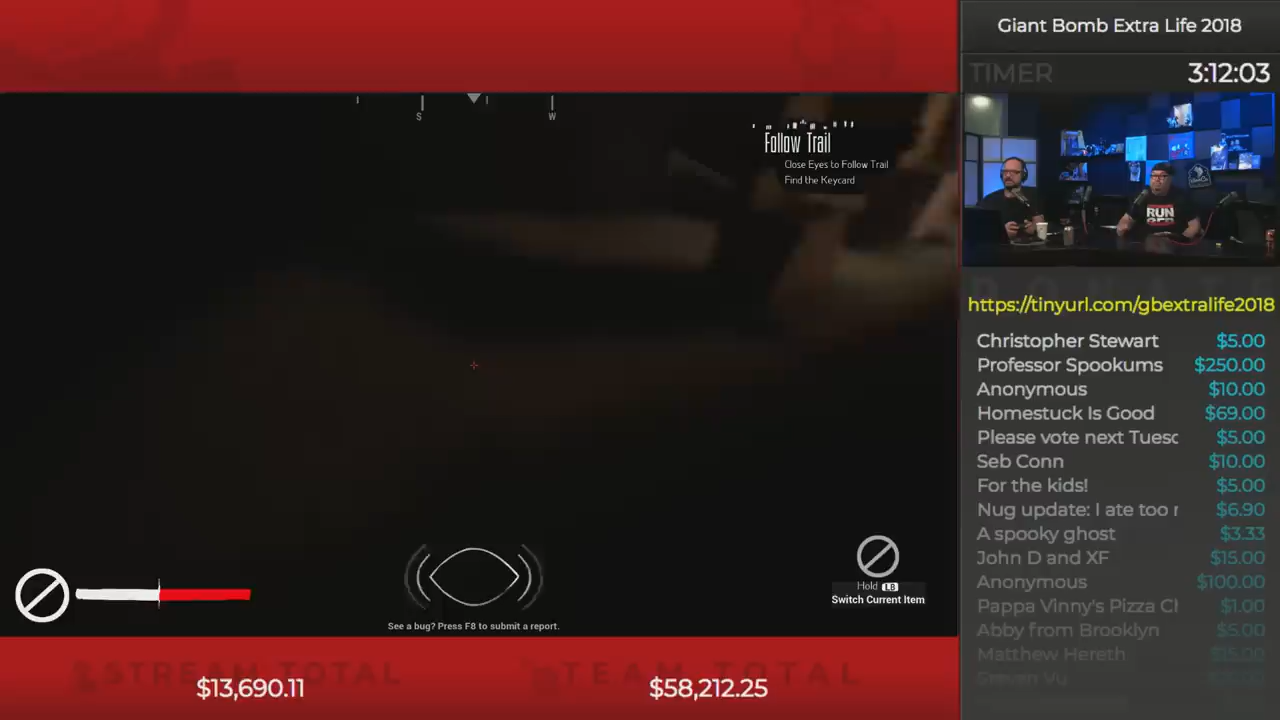 Giant Bomb Extra Life 2018
TIMER
3:12:03
S
W
Follow Trail
Close Eyes to Follow Trail
Find the Keycard
RUN
https://tinyurl.com/gbextralife2018
Christopher Stewart $5.00
Professor Spookums $250.00
Anonymous $10.00
Homestuck Is Good $69.00
Please vote next Tuesc $5.00
Seb Conn $10.00
For the kids! $5.00
Nug update: I ate too r $6.90
A spooky ghost $3.33
John D and XF $15.00
Anonymous $100.00
Pappa Vinny's Pizza Cl $1.00
Abby from Brooklyn $5.00
Matthew Hereth $15.00
Steven Vu
Hold LB
Switch Current Item
See a bug? Press F8 to submit a report.
STREAM TOTAL
$13,690.11
TEAM TOTAL
$58,212.25